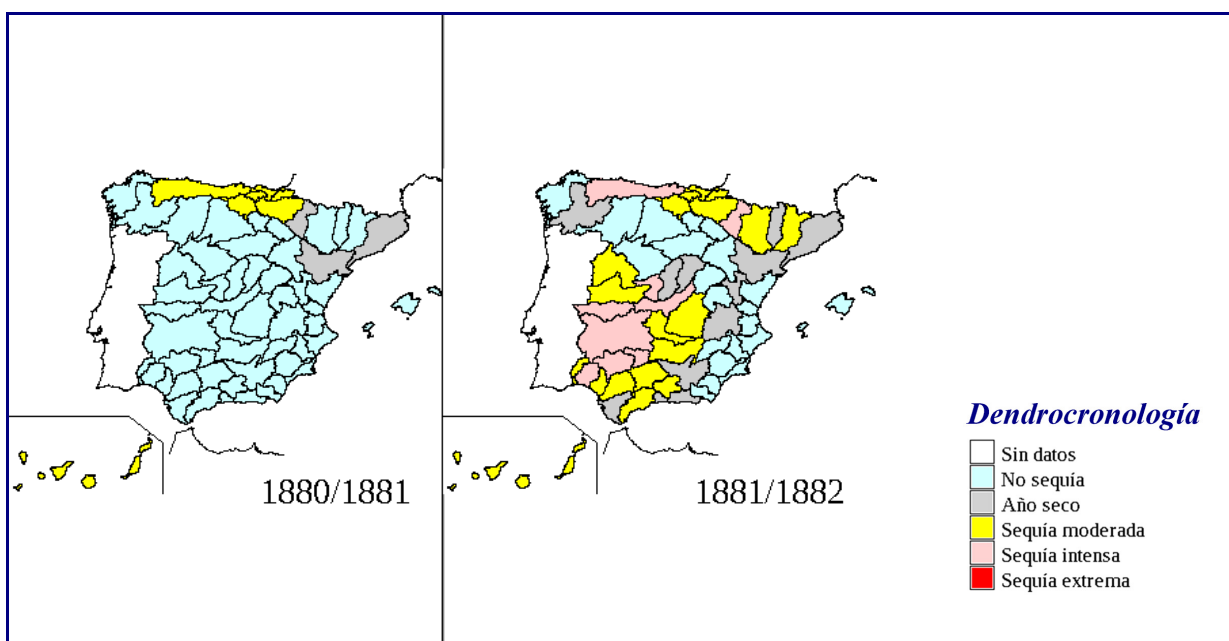 1880/1881
1881/1882
Dendrocronología
Sin datos
No sequía
Año seco
Sequía moderada
Sequía intensa
Sequía extrema